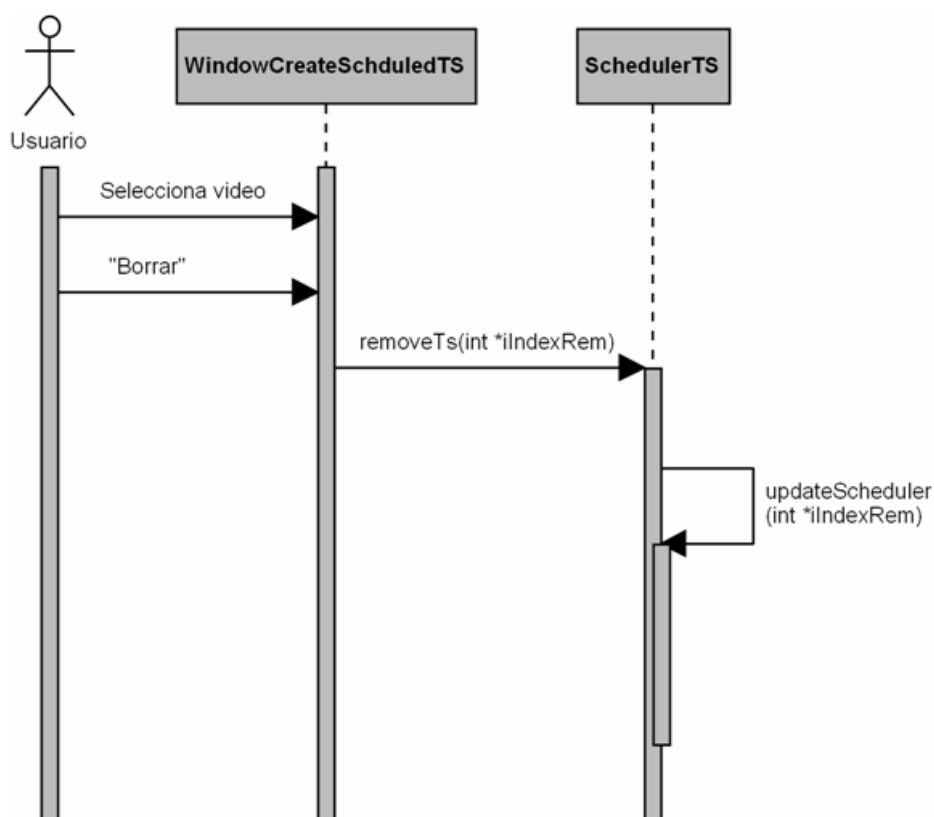 WindowCreateSchduledTS
SchedulerTS
Usuario
Selecciona video
"Borrar"
removeTs(int *iIndexRem)
updateScheduler
(int *iIndexRem)